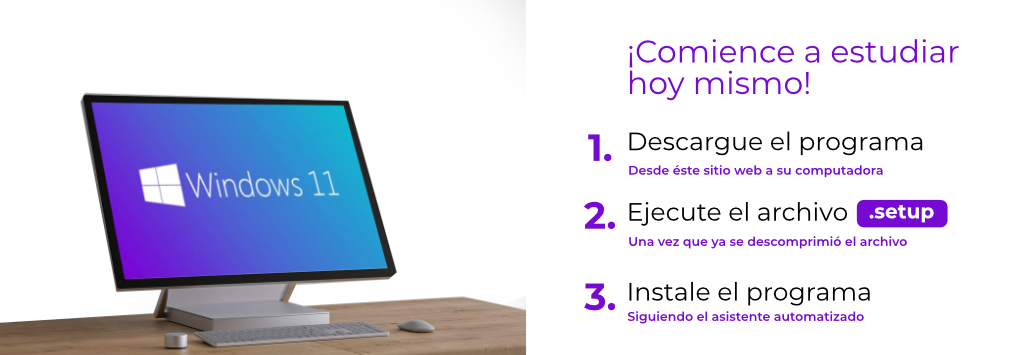 Windows 11
¡Comience a estudiar
hoy mismo!
1. Descargue el programa
Desde éste sitio web a su computadora
2. Ejecute el archivo .setup
Una vez que ya se descomprimió el archivo
3. Instale el programa
Siguiendo el asistente automatizado